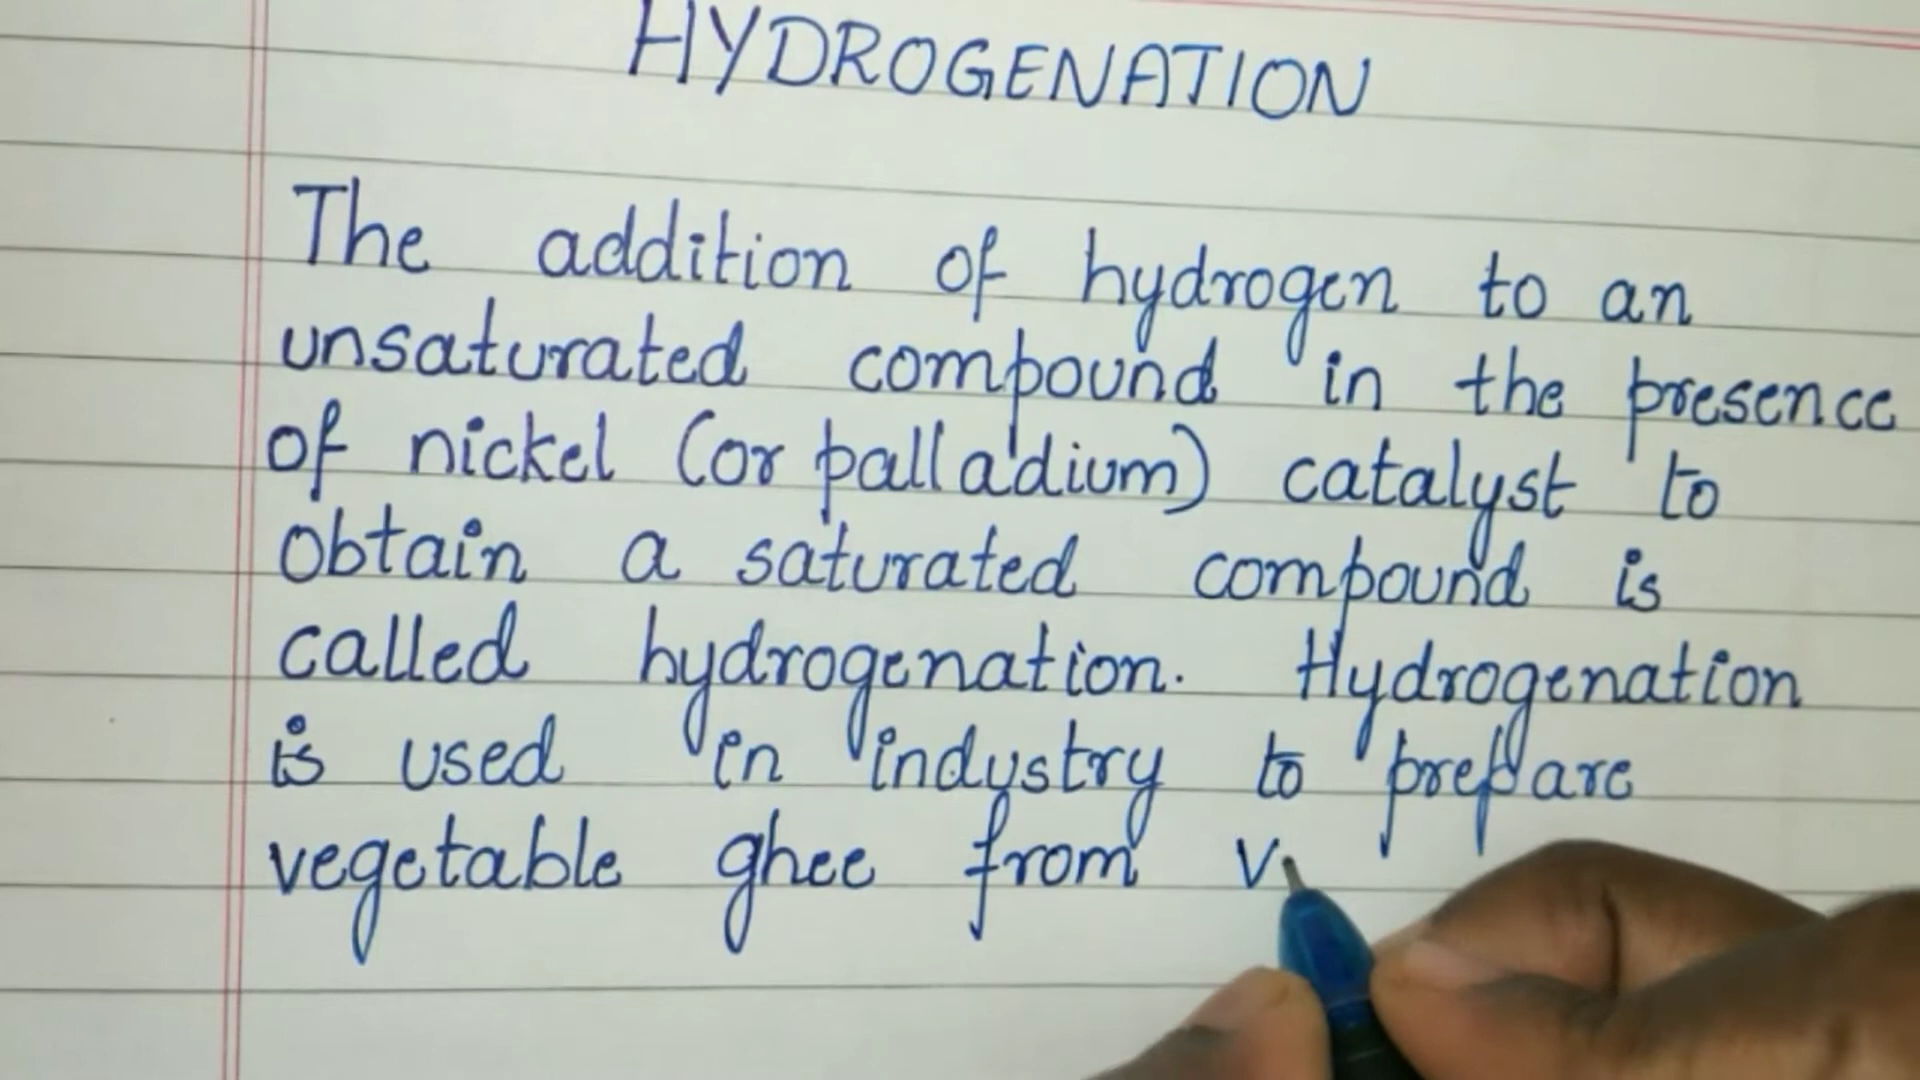 HYDROGENATION
The addition of hydrogen to an
unsaturated compound in the presence
of nickel (or palladium) catalyst to
obtain a saturated compound is
called hydrogenation. Hydrogenation
is used in industry to prepare
vegetable ghee from v